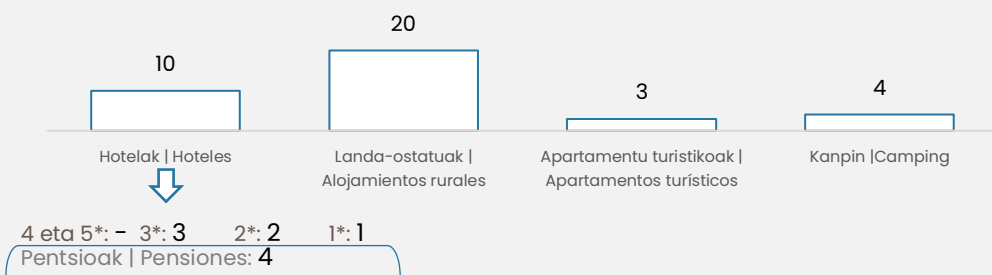 10
20
3
4
Hotelak | Hoteles
Landa-ostatuak |
Alojamientos rurales
Apartamentu turistikoak |
Apartamentos turísticos
Kanpin |Camping
4 eta 5*: - 3*: 3 2*: 2 1*: 1
Pentsioak | Pensiones: 4